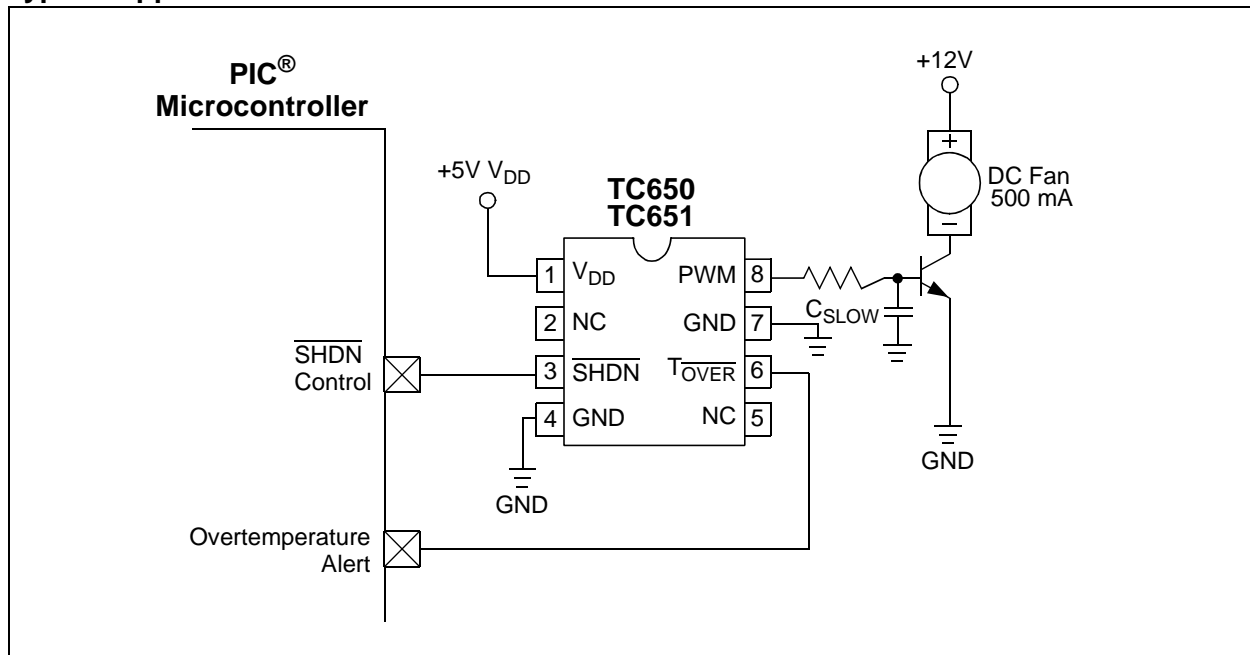 PIC®
Microcontroller
+12V
+5V VDD
TC650
TC651
DC Fan
500 mA
1 VDD
PWM 8
2 NC
GND 7
CSLOW
SHDN
Control
3 SHDN
TOVER 6
4 GND
NC 5
GND
GND
Overtemperature
Alert